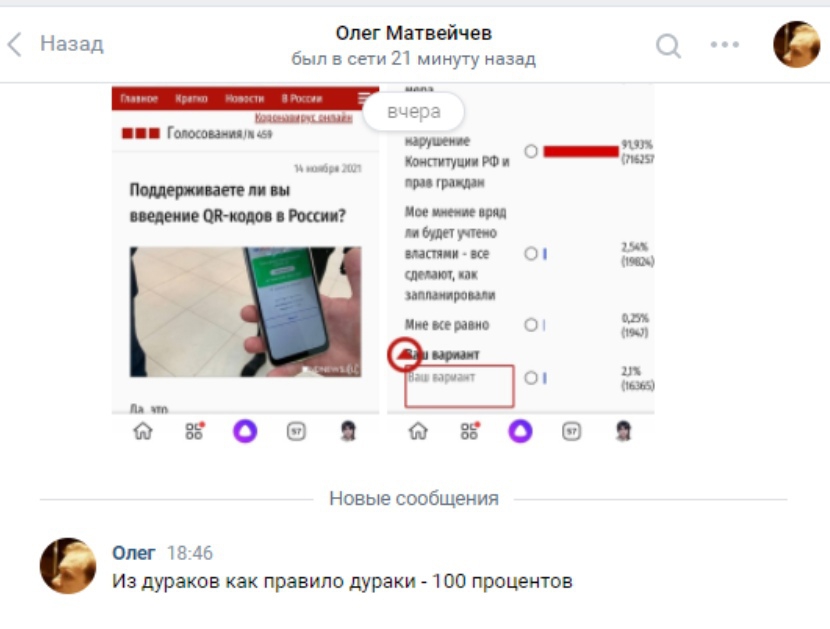 Назад
Олег Матвейчев
был в сети 21 минуту назад
вчера
Главное Кратко Новости В России
Коронавирус онлайн
Голосования/N 459
14 ноября 2021
Поддерживаете ли вы
введение QR-кодов в России?
Да, это
мера
нарушение
Конституции РФ и
прав граждан
91,93%
(716257
Мое мнение вряд
ли будет учтено
властями - все
сделают, как
запланировали
2,54%
(19824)
Мне все равно
0,25%
(1947)
Ваш вариант
Ваш вариант
2,1%
(16365)
57
57
Новые сообщения
Олег 18:46
Из дураков как правило дураки - 100 процентов